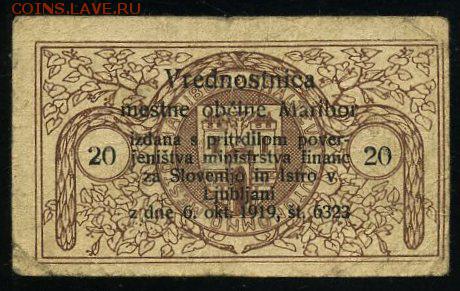 COINS.LAVE.RU
Vrednostnica
mestne občine Maribor
izdana s pritrdilom pover-
jeništva ministrstva financ
20 za Slovenijo in Istro v 20
Ljubljani
z dne 6. okt. 1919, št. 6323